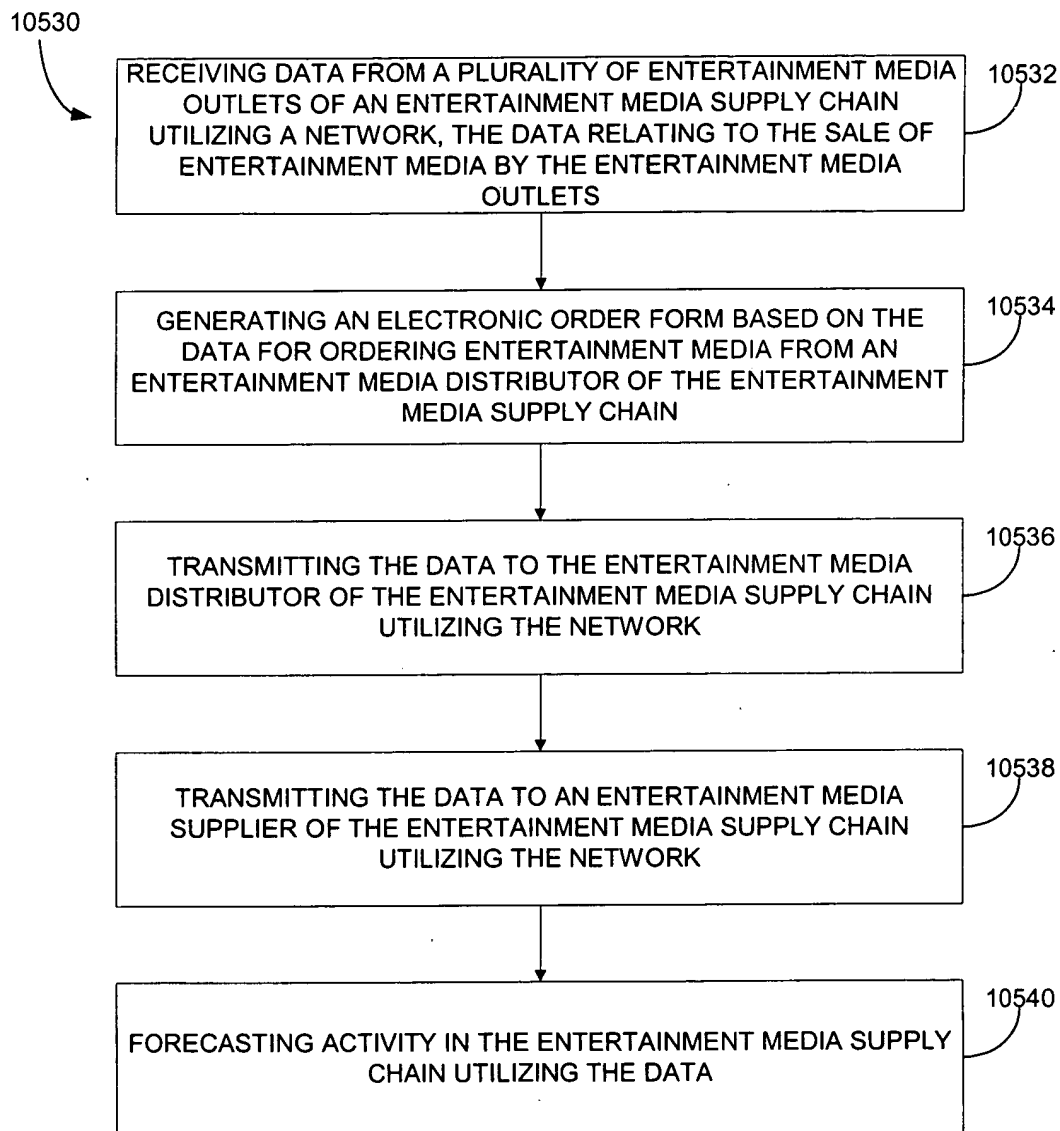 10530
RECEIVING DATA FROM A PLURALITY OF ENTERTAINMENT MEDIA
OUTLETS OF AN ENTERTAINMENT MEDIA SUPPLY CHAIN
UTILIZING A NETWORK, THE DATA RELATING TO THE SALE OF
ENTERTAINMENT MEDIA BY THE ENTERTAINMENT MEDIA
OUTLETS
10532
GENERATING AN ELECTRONIC ORDER FORM BASED ON THE
DATA FOR ORDERING ENTERTAINMENT MEDIA FROM AN
ENTERTAINMENT MEDIA DISTRIBUTOR OF THE ENTERTAINMENT
MEDIA SUPPLY CHAIN
10534
TRANSMITTING THE DATA TO THE ENTERTAINMENT MEDIA
DISTRIBUTOR OF THE ENTERTAINMENT MEDIA SUPPLY CHAIN
UTILIZING THE NETWORK
10536
TRANSMITTING THE DATA TO AN ENTERTAINMENT MEDIA
SUPPLIER OF THE ENTERTAINMENT MEDIA SUPPLY CHAIN
UTILIZING THE NETWORK
10538
FORECASTING ACTIVITY IN THE ENTERTAINMENT MEDIA SUPPLY
CHAIN UTILIZING THE DATA
10540